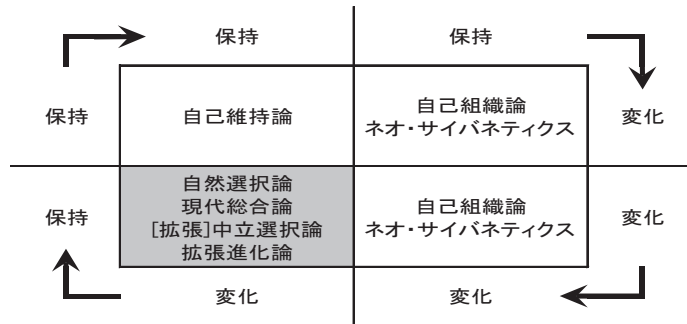 保持
保持
保持
自己維持論
自己組織論
ネオ・サイバネティクス
変化
保持
自然選択論
現代総合論
[拡張]中立選択論
拡張進化論
自己組織論
ネオ・サイバネティクス
変化
変化
変化